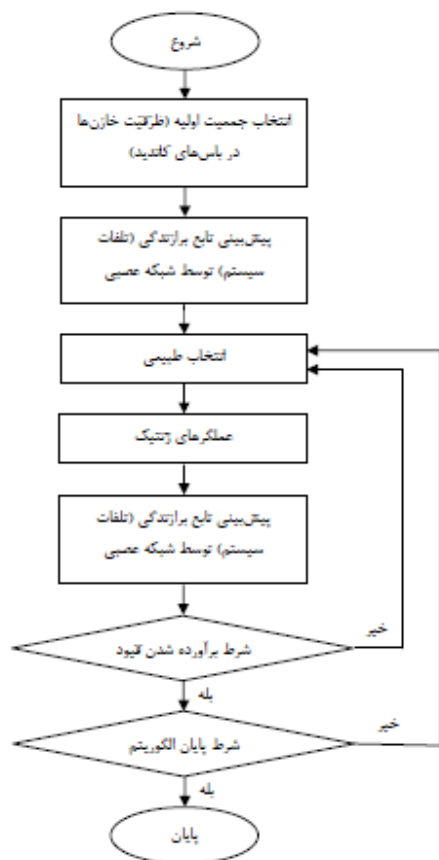 شروع
انتخاب جمعیت اولیه (ظرفیت خازن‌ها
در باس‌های کاندید)
پیش‌بینی تابع برازندگی (تلفات
سیستم) توسط شبکه عصبی
انتخاب طبیعی
عملگرهای ژنتیک
پیش‌بینی تابع برازندگی (تلفات
سیستم) توسط شبکه عصبی
شرط برآورده شدن قیود
خیر
بله
شرط پایان الگوریتم
خیر
بله
پایان